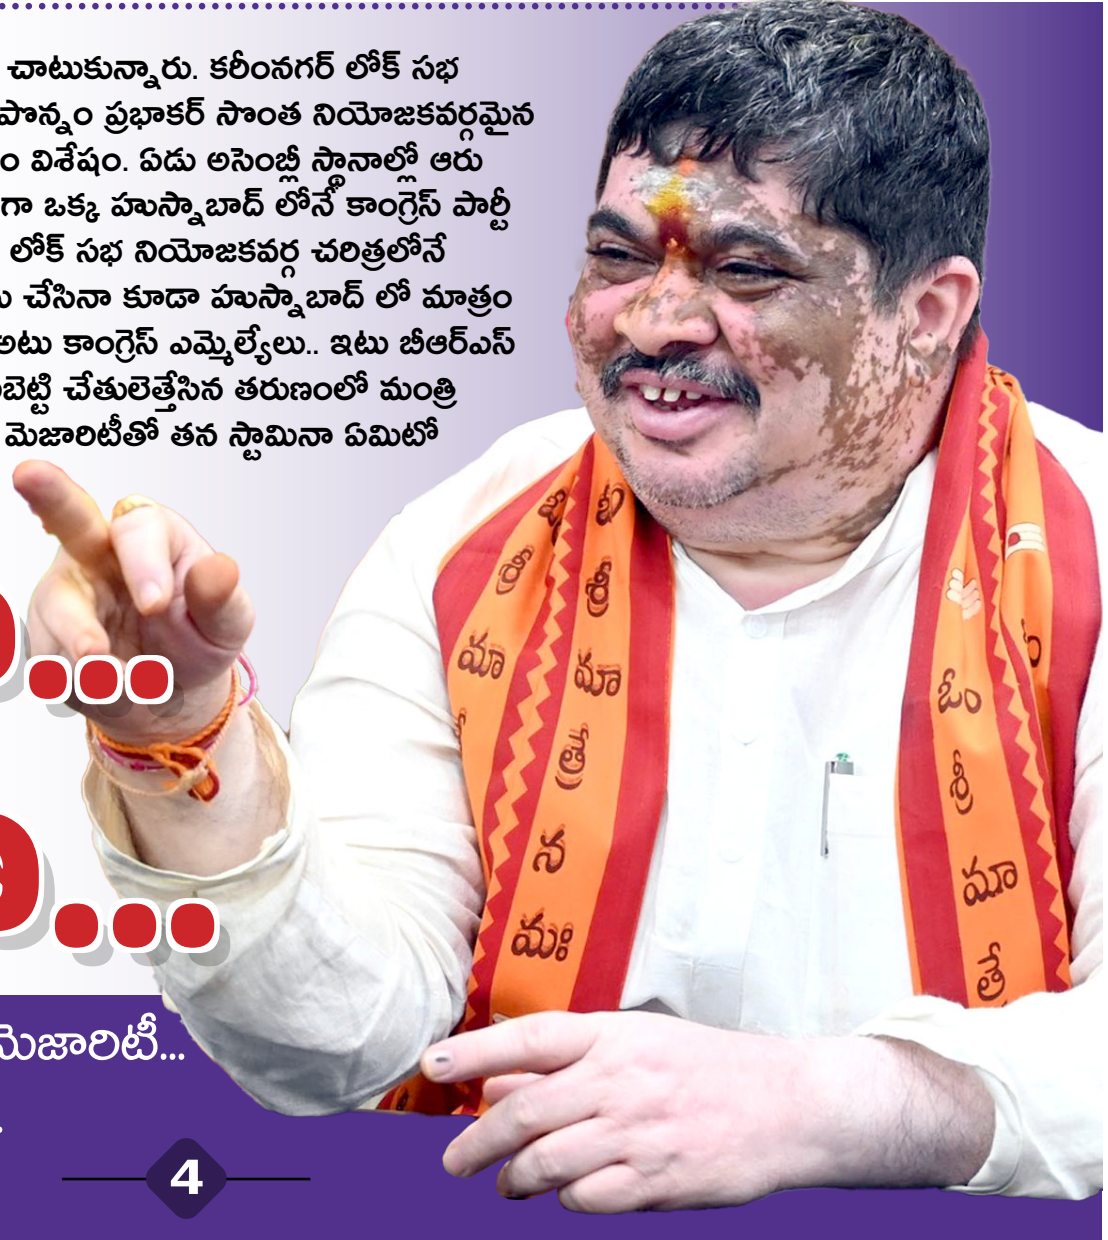 చాటుకున్నారు. కరీంనగర్ లోక్ సభ
పొన్నం ప్రభాకర్ సొంత నియోజకవర్గమైన
ం విశేషం. ఏడు అసెంబ్లీ స్థానాల్లో ఆరు
గా ఒక్క హుస్నాబాద్ లోనే కాంగ్రెస్ పార్టీ
లోక్ సభ నియోజకవర్గ చరిత్రలోనే
చేసినా కూడా హుస్నాబాద్ లో మాత్రం
అటు కాంగ్రెస్ ఎమ్మెల్యేలు.. ఇటు బీఆర్ఎస్
చేతులెత్తేసిన తరుణంలో మంత్రి
మెజారిటీతో తన స్టామినా ఏమిటో
...
...
మెజారిటీ...
4
శ్రీ
మా
శ్రీ
మా
త్రే
న
మః
ఓం
శ్రీ
మా
త్రే